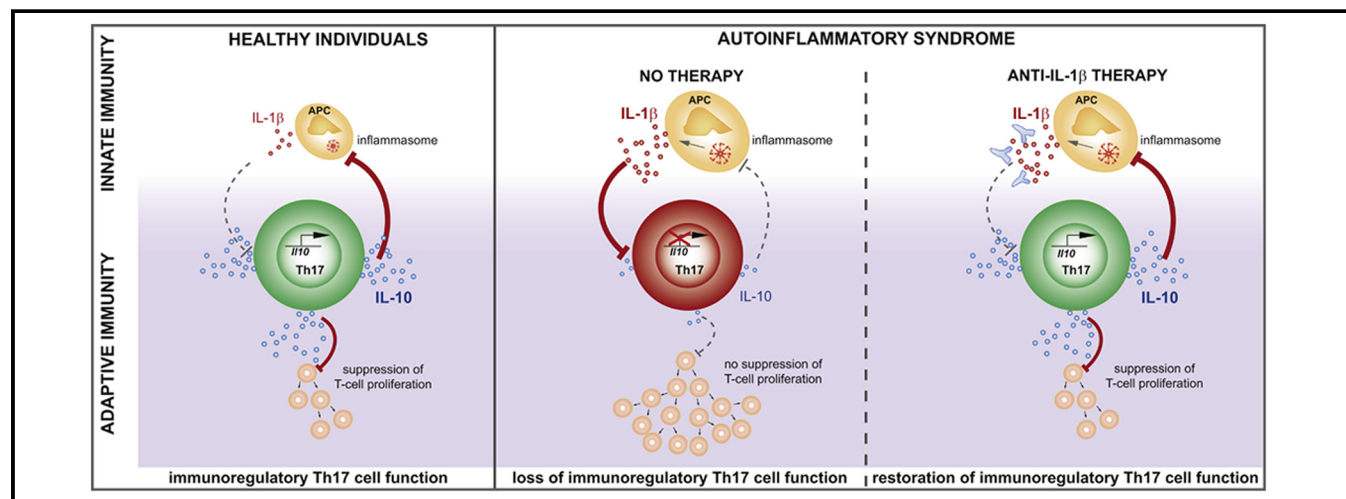 INNATE IMMUNITY
ADAPTIVE IMMUNITY
HEALTHY INDIVIDUALS
IL-1β
APC
inflammasome
Il10
Th17
IL-10
suppression of
T-cell proliferation
immunoregulatory Th17 cell function
AUTOINFLAMMATORY SYNDROME
NO THERAPY
IL-1β
APC
inflammasome
Il10
Th17
IL-10
no suppression of
T-cell proliferation
loss of immunoregulatory Th17 cell function
ANTI-IL-1β THERAPY
IL-1β
APC
inflammasome
Il10
Th17
IL-10
suppression of
T-cell proliferation
restoration of immunoregulatory Th17 cell function